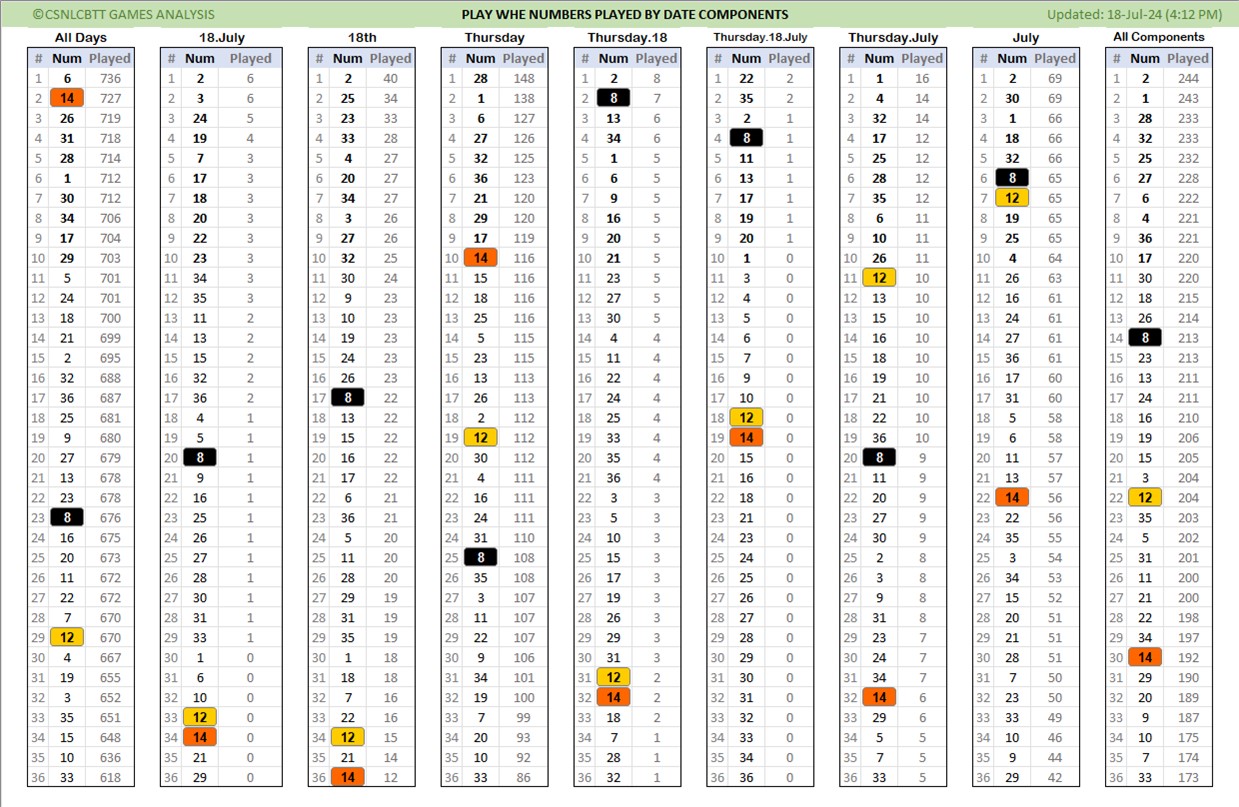 ©CSNLCBTT GAMES ANALYSIS PLAY WHE NUMBERS PLAYED BY DATE COMPONENTS Updated: 18-Jul-24 (4:12 PM)
All Days 18.July 18th Thursday Thursday.18 Thursday.18.July Thursday.July July All Components
# Num Played # Num Played # Num Played # Num Played # Num Played # Num Played # Num Played # Num Played # Num Played
1 6 736 1 2 6 1 2 40 1 28 148 1 2 8 1 22 2 1 1 16 1 2 69 1 2 244
2 14 727 2 3 6 2 25 34 2 1 138 2 8 7 2 35 2 2 4 14 2 30 69 2 1 243
3 26 719 3 24 5 3 23 33 3 6 127 3 13 6 3 2 1 3 32 14 3 1 66 3 28 233
4 31 718 4 19 4 4 33 28 4 27 126 4 34 6 4 8 1 4 17 12 4 18 66 4 32 233
5 28 714 5 7 3 5 4 27 5 32 125 5 1 5 5 11 1 5 25 12 5 32 66 5 25 232
6 1 712 6 17 3 6 20 27 6 36 123 6 6 5 6 13 1 6 28 12 6 8 65 6 27 228
7 30 712 7 18 3 7 34 27 7 21 120 7 9 5 7 17 1 7 35 12 7 12 65 7 6 222
8 34 706 8 20 3 8 3 26 8 29 120 8 16 5 8 19 1 8 6 11 8 19 65 8 4 221
9 17 704 9 22 3 9 27 26 9 17 119 9 20 5 9 20 1 9 10 11 9 25 65 9 36 221
10 29 703 10 23 3 10 32 25 10 14 116 10 21 5 10 1 0 10 26 11 10 4 64 10 17 220
11 5 701 11 34 3 11 30 24 11 15 116 11 23 5 11 3 0 11 12 10 11 26 63 11 30 220
12 24 701 12 35 3 12 9 23 12 18 116 12 27 5 12 4 0 12 13 10 12 16 61 12 18 215
13 18 700 13 11 2 13 10 23 13 25 116 13 30 5 13 5 0 13 15 10 13 24 61 13 26 214
14 21 699 14 13 2 14 19 23 14 5 115 14 4 4 14 6 0 14 16 10 14 27 61 14 8 213
15 2 695 15 15 2 15 24 23 15 23 115 15 11 4 15 7 0 15 18 10 15 36 61 15 23 213
16 32 688 16 32 2 16 26 23 16 13 113 16 22 4 16 9 0 16 19 10 16 17 60 16 13 211
17 36 687 17 36 2 17 8 22 17 26 113 17 24 4 17 10 0 17 21 10 17 31 60 17 24 211
18 25 681 18 4 1 18 13 22 18 2 112 18 25 4 18 12 0 18 22 10 18 5 58 18 16 210
19 9 680 19 5 1 19 15 22 19 12 112 19 33 4 19 14 0 19 36 10 19 6 58 19 19 206
20 27 679 20 8 1 20 16 22 20 30 112 20 35 4 20 15 0 20 8 9 20 11 57 20 15 205
21 13 678 21 9 1 21 17 22 21 4 111 21 36 4 21 16 0 21 11 9 21 13 57 21 3 204
22 23 678 22 16 1 22 6 21 22 16 111 22 3 3 22 18 0 22 20 9 22 14 56 22 12 204
23 8 676 23 25 1 23 36 21 23 24 111 23 5 3 23 21 0 23 27 9 23 22 56 23 35 203
24 16 675 24 26 1 24 5 20 24 31 110 24 10 3 24 23 0 24 30 9 24 35 55 24 5 202
25 20 673 25 27 1 25 11 20 25 8 108 25 15 3 25 24 0 25 2 8 25 3 54 25 31 201
26 11 672 26 28 1 26 28 20 26 35 108 26 17 3 26 25 0 26 3 8 26 34 53 26 11 200
27 22 672 27 30 1 27 29 19 27 3 107 27 19 3 27 26 0 27 9 8 27 15 52 27 21 200
28 7 670 28 31 1 28 31 19 28 11 107 28 26 3 28 27 0 28 31 8 28 20 51 28 22 198
29 12 670 29 33 1 29 35 19 29 22 107 29 29 3 29 28 0 29 23 7 29 21 51 29 34 197
30 4 667 30 1 0 30 1 18 30 9 106 30 31 3 30 29 0 30 24 7 30 28 51 30 14 192
31 19 655 31 6 0 31 18 18 31 34 101 31 12 2 31 30 0 31 34 7 31 7 50 31 29 190
32 3 652 32 10 0 32 7 16 32 19 100 32 14 2 32 31 0 32 14 6 32 23 50 32 20 189
33 35 651 33 12 0 33 22 16 33 7 99 33 18 2 33 32 0 33 29 6 33 33 49 33 9 187
34 15 648 34 14 0 34 12 15 34 20 93 34 7 1 34 33 0 34 5 5 34 10 46 34 10 175
35 10 636 35 21 0 35 21 14 35 10 92 35 28 1 35 34 0 35 7 5 35 9 44 35 7 174
36 33 618 36 29 0 36 14 12 36 33 86 36 32 1 36 36 0 36 33 5 36 29 42 36 33 173